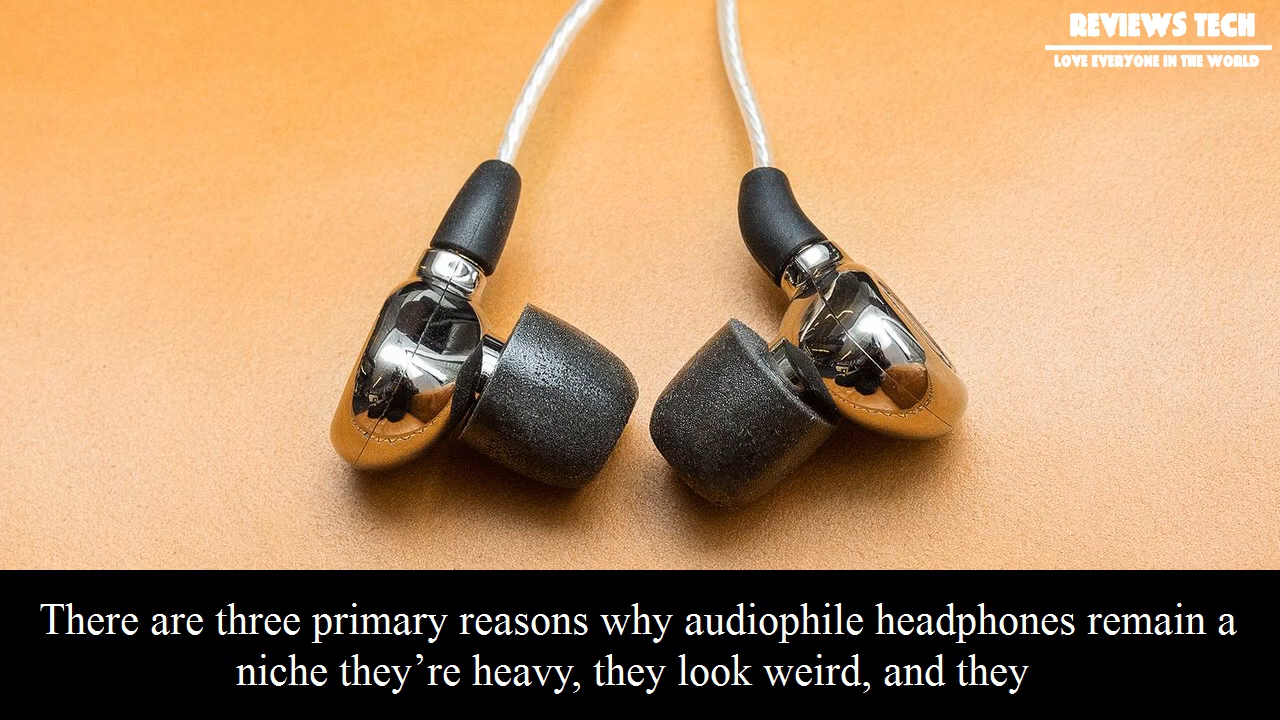 REVIEWS TECH
LOVE EVERYONE IN THE WORLD
There are three primary reasons why audiophile headphones remain a
niche they’re heavy, they look weird, and they